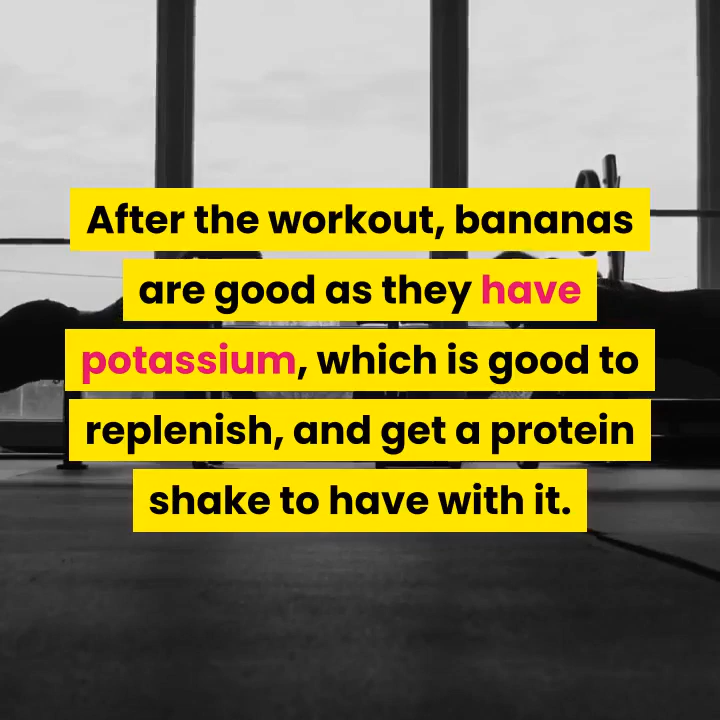 After the workout, bananas
are good as they have
potassium, which is good to
replenish, and get a protein
shake to have with it.